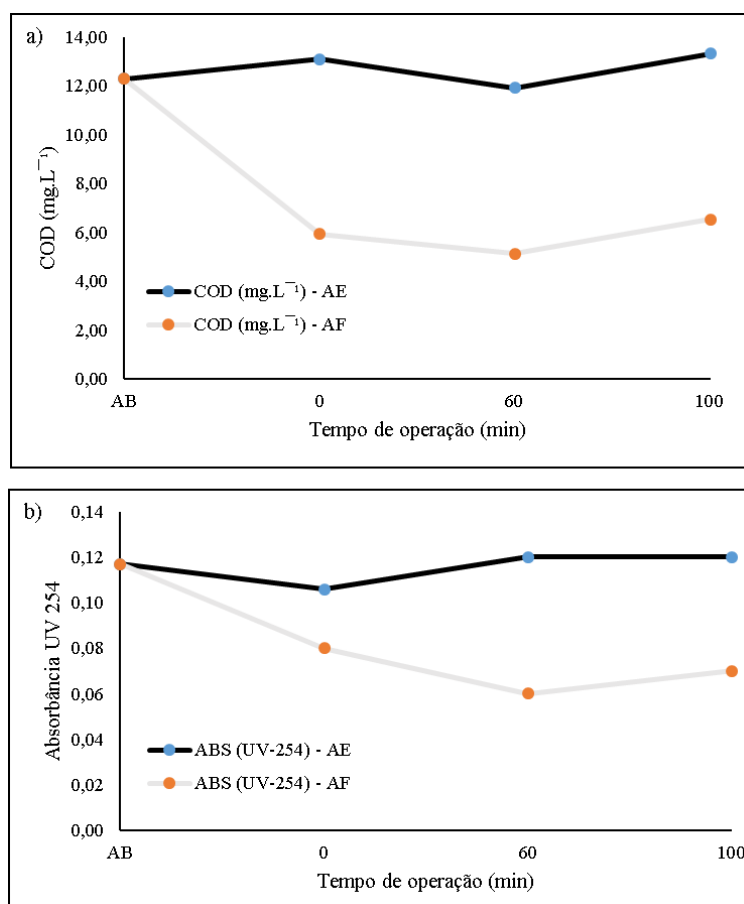 a)
14,00
12,00
10,00
8,00
6,00
4,00
2,00
0,00
COD (mg.L⁻¹)
COD (mg.L⁻¹) - AE
COD (mg.L⁻¹) - AF
AB 0 60 100
Tempo de operação (min)
b)
0,14
0,12
0,10
0,08
0,06
0,04
0,02
0,00
Absorbância UV 254
ABS (UV-254) - AE
ABS (UV-254) - AF
AB 0 60 100
Tempo de operação (min)